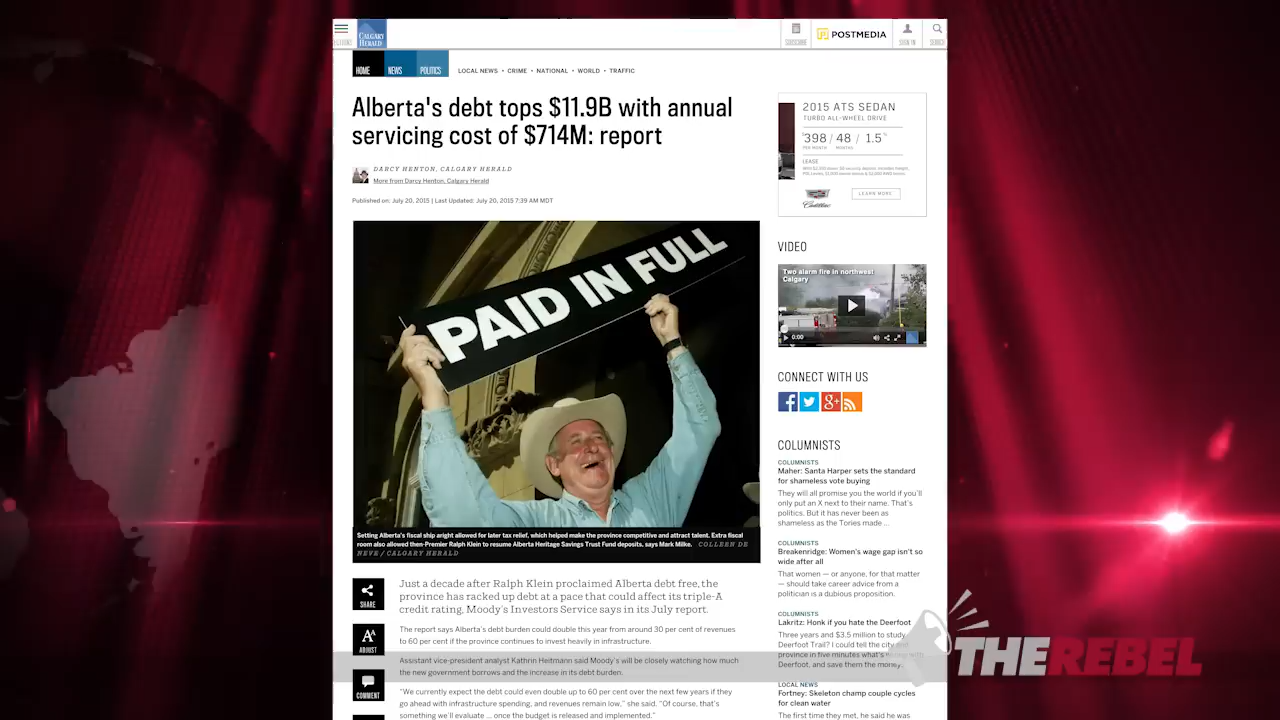 CALGARY
HERALD
SUBSCRIBE
POSTMEDIA
SIGN IN
SEARCH
HOME
NEWS
POLITICS
LOCAL NEWS • CRIME • NATIONAL • WORLD • TRAFFIC
Alberta's debt tops $11.9B with annual
servicing cost of $714M: report
DARCY HENTON, CALGARY HERALD
More from Darcy Henton, Calgary Herald
Published on: July 20, 2015 | Last Updated: July 20, 2015 7:39 AM MDT
PAID IN FULL
Setting Alberta's fiscal ship aright allowed for later tax relief, which helped make the province competitive and attract talent. Extra fiscal
room also allowed then-Premier Ralph Klein to resume Alberta Heritage Savings Trust Fund deposits, says Mark Milke. COLLEEN DE
NEVE / CALGARY HERALD
SHARE
ADJUST
COMMENT
Just a decade after Ralph Klein proclaimed Alberta debt free, the
province has racked up debt at a pace that could affect its triple-A
credit rating, Moody's Investors Service says in its July report.
The report says Alberta's debt burden could double this year from around 30 per cent of revenues
to 60 per cent if the province continues to invest heavily in infrastructure.
Assistant vice-president analyst Kathrin Heitmann said Moody's will be closely watching how much
the new government borrows and the increase in its debt burden.
"We currently expect the debt could even double up to 60 per cent over the next few years if they
go ahead with infrastructure spending, and revenues remain low," she said. "Of course, that's
something we'll evaluate ... once the budget is released and implemented."
2015 ATS SEDAN
TURBO ALL-WHEEL DRIVE
$398 / 48 / 1.5%
PER MONTH MONTHS
LEASE
Cadillac
LEARN MORE
VIDEO
Two alarm fire in northwest
Calgary
0:00
CONNECT WITH US
COLUMNISTS
COLUMNISTS
Maher: Santa Harper sets the standard
for shameless vote buying
They will all promise you the world if you'll
only put an X next to their name. That's
politics. But it has never been as
shameless as the Tories made ...
COLUMNISTS
Breakenridge: Women's wage gap isn't so
wide after all
That women — or anyone, for that matter
— should take career advice from a
politician is a dubious proposition.
COLUMNISTS
Lakritz: Honk if you hate the Deerfoot
Three years and $3.5 million to study
Deerfoot Trail? I could tell the city and
province in five minutes what's wrong with
Deerfoot, and save them the money.
LOCAL NEWS
Fortney: Skeleton champ couple cycles
for clean water
The first time they met, he said he was
THE REBEL